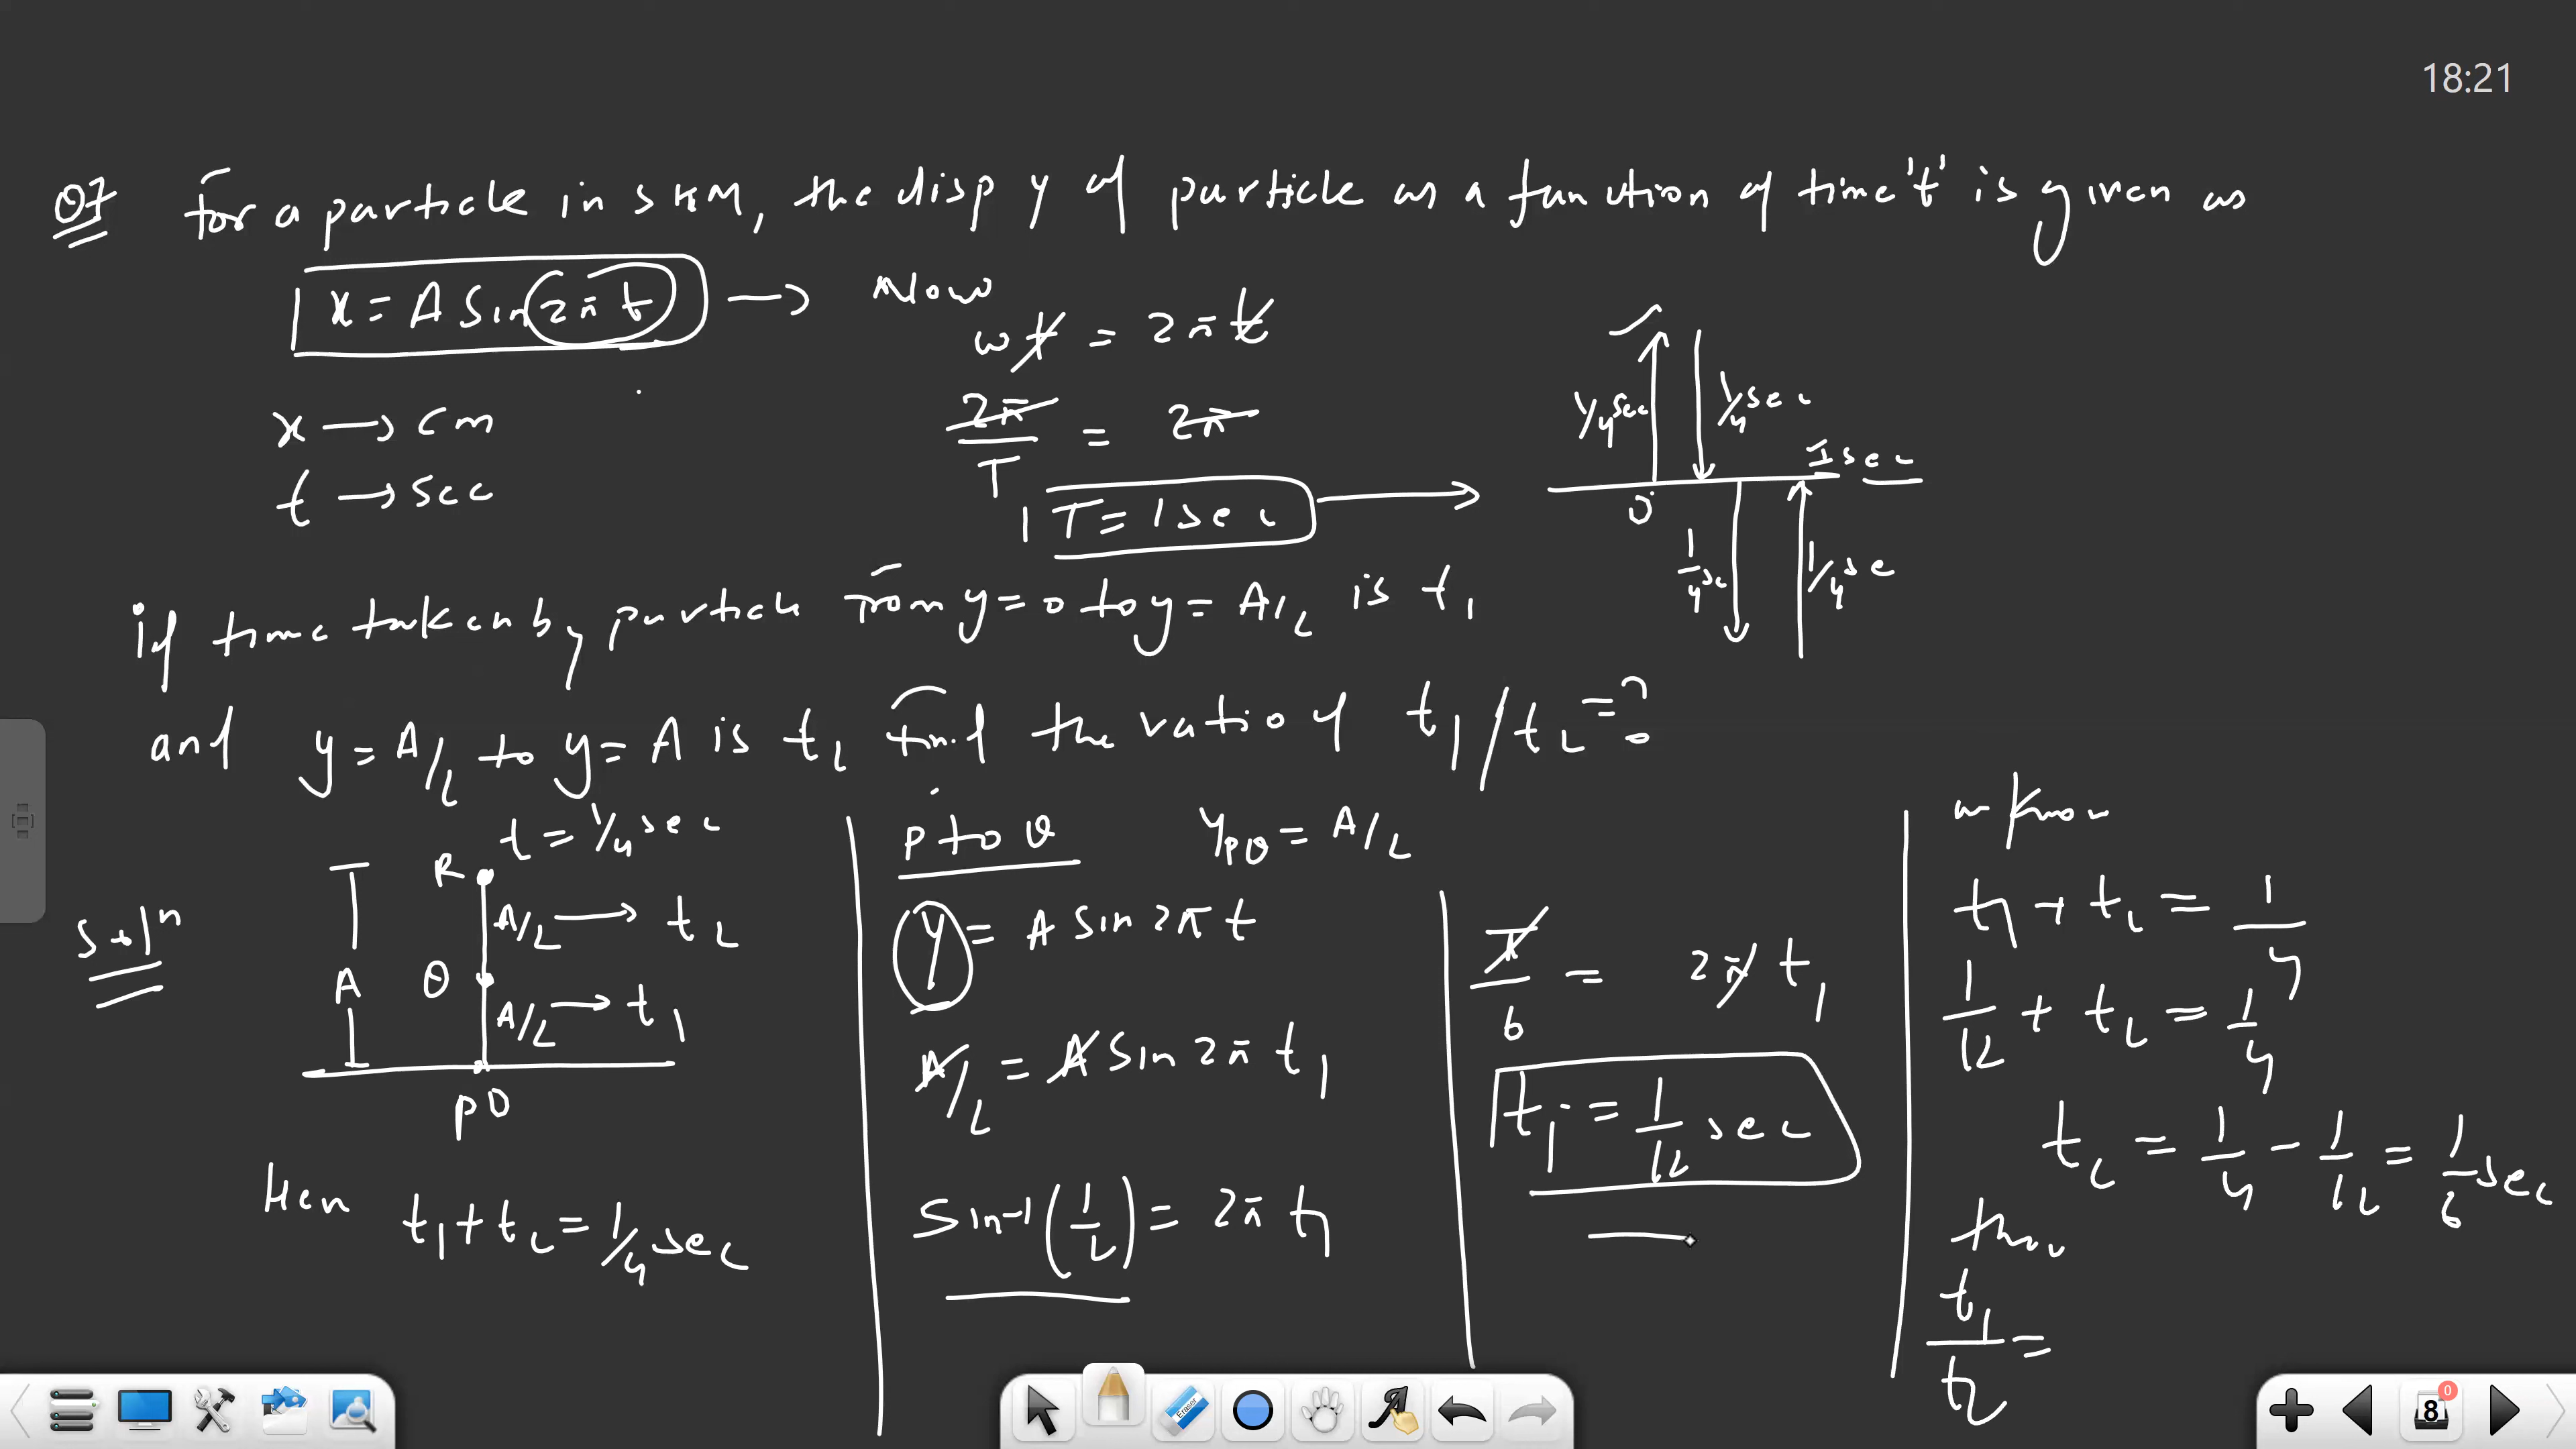 18:21
Q7 For a particle in SHM, the disp y of particle as a function of time 't' is given as
x = A Sin 2π t → Now
ωt = 2π t
2π/T = 2π
T = 1 sec
x → cm
t → sec
1/4 sec
1/4 sec
1 sec
0
1/4 sec
1/4 sec
if time taken by particle from y = 0 to y = A/2 is t1
and y = A/2 to y = A is t2 find the ratio of t1/t2 = ?
Soln
t = 1/4 sec
R
A/2 → t2
A
Q
A/2 → t1
P 0
Hen t1 + t2 = 1/4 sec
P to Q yPQ = A/2
y = A Sin 2π t
A/2 = A Sin 2π t1
Sin-1 (1/2) = 2π t1
π/6 = 2π t1
t1 = 1/12 sec
w know
t1 + t2 = 1/4
1/12 + t2 = 1/4
t2 = 1/4 - 1/12 = 1/6 sec
t1/t2 =
Eraser
0
8